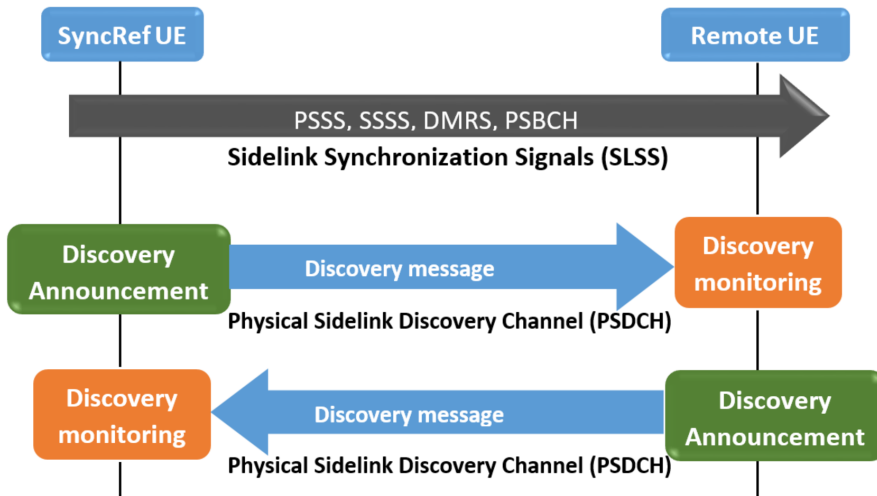 SyncRef UE
Remote UE
PSSS, SSSS, DMRS, PSBCH
Sidelink Synchronization Signals (SLSS)
Discovery
Announcement
Discovery message
Discovery
monitoring
Physical Sidelink Discovery Channel (PSDCH)
Discovery
monitoring
Discovery message
Discovery
Announcement
Physical Sidelink Discovery Channel (PSDCH)